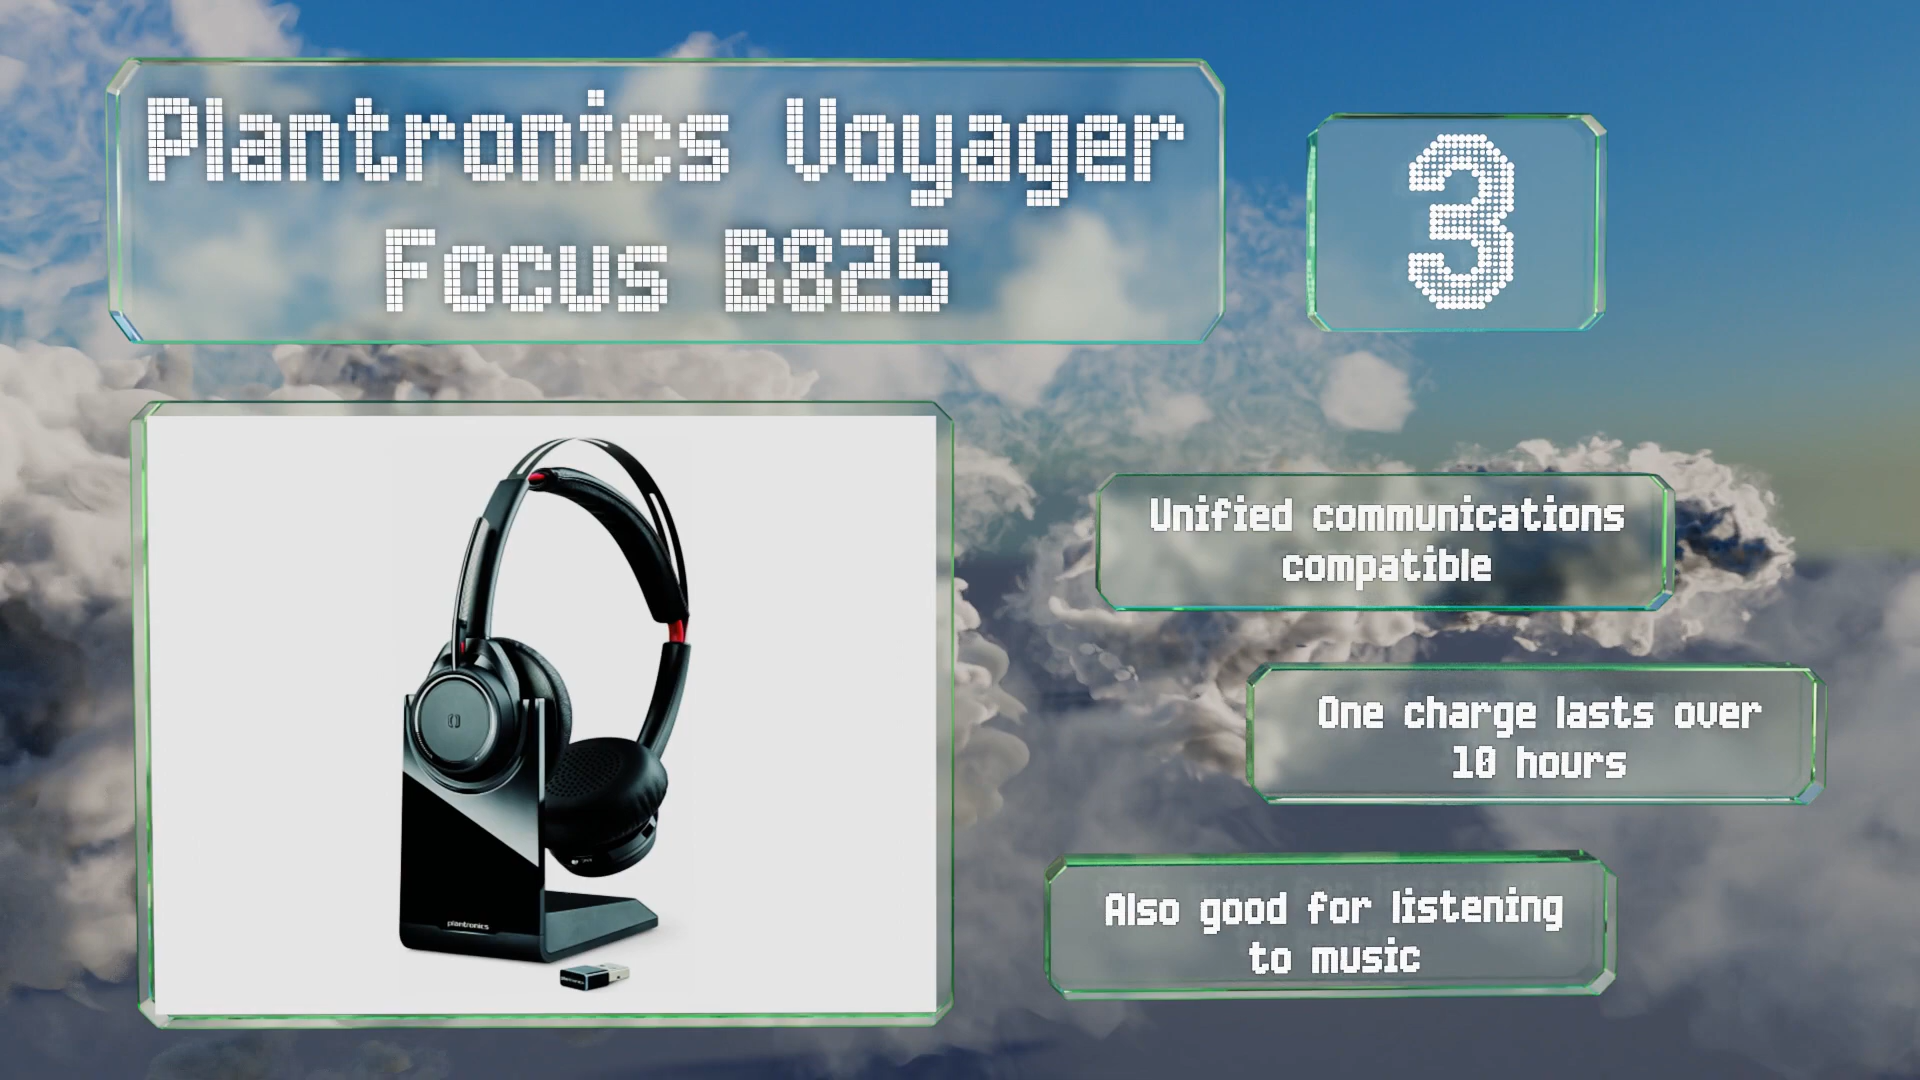 Plantronics Voyager
Focus B825
3
Unified communications
compatible
One charge lasts over
10 hours
Also good for listening
to music
plantronics